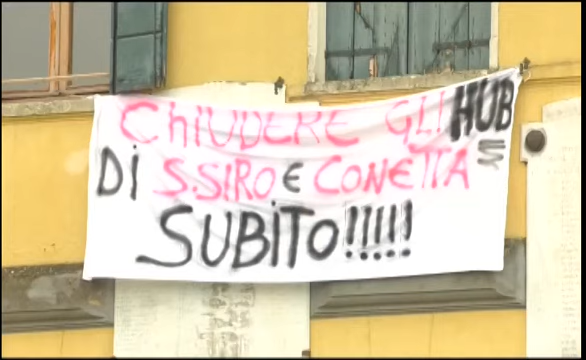 CHIUDERE GLI HUB
DI S.SIRO E CONETTA
SUBITO!!!!!